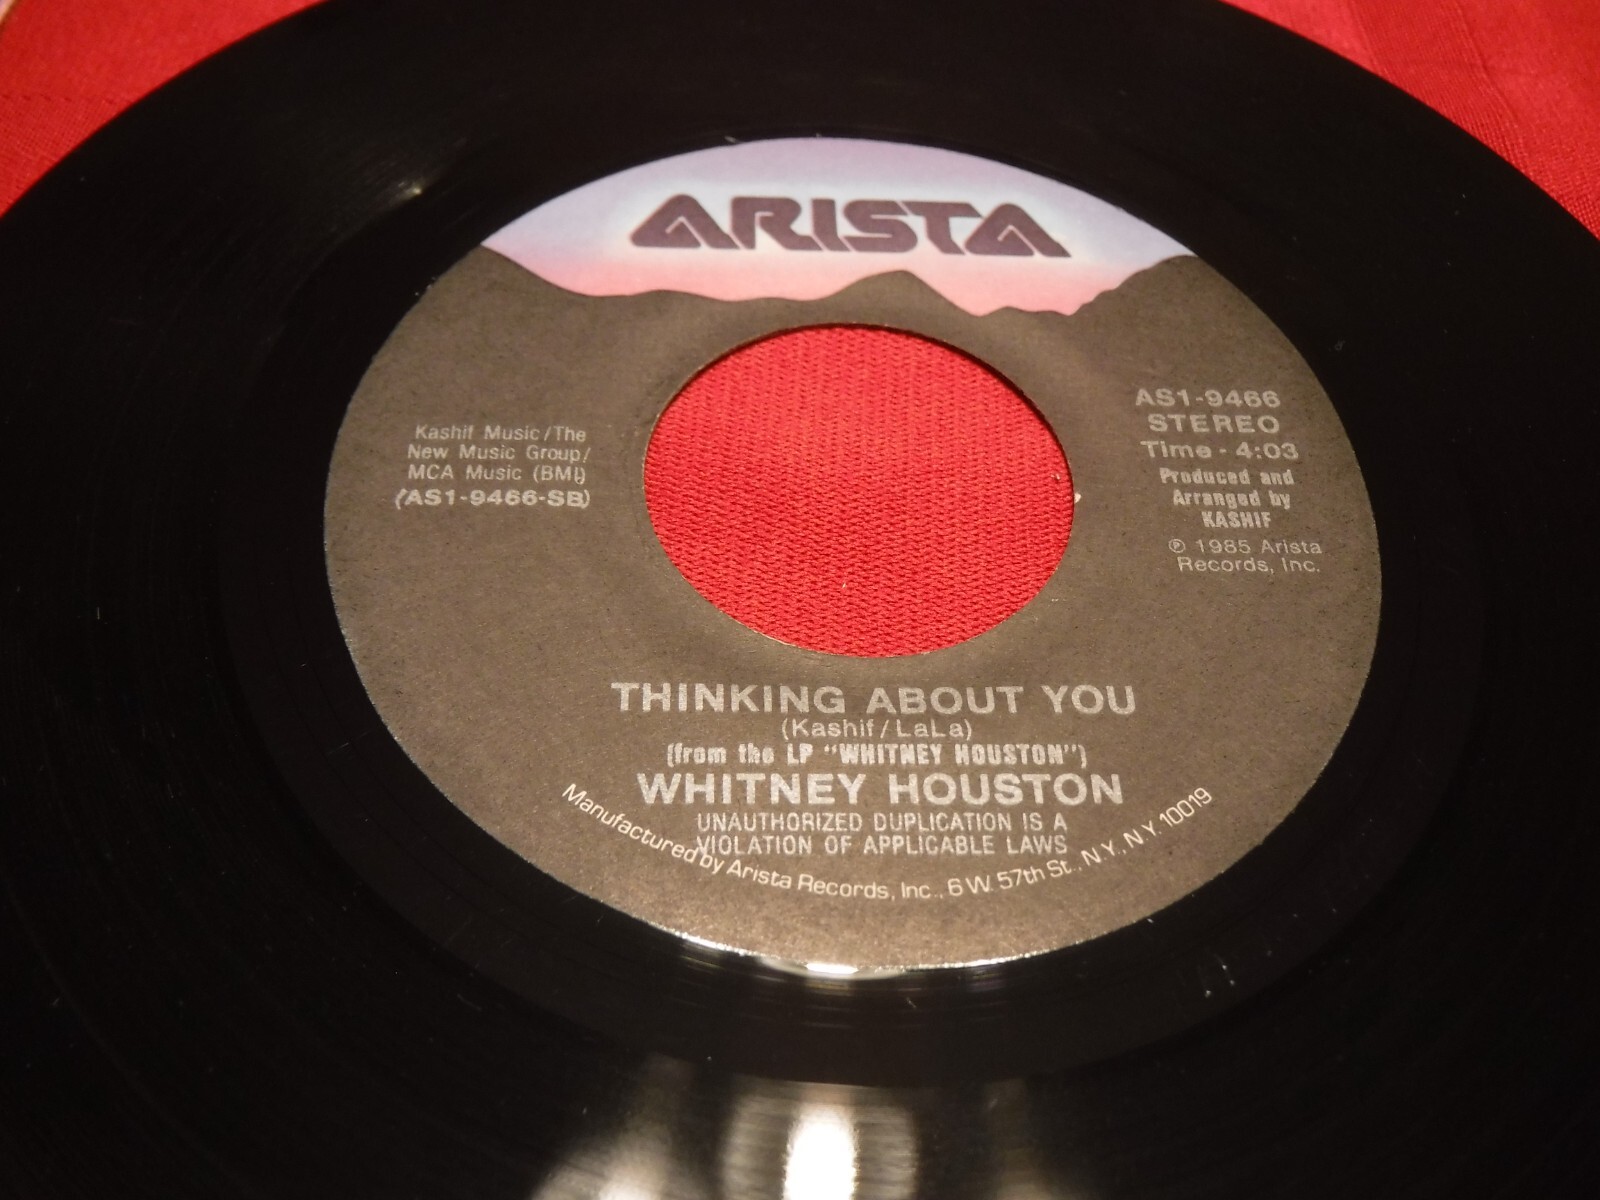 ARISTA
Kashif Music/The
New Music Group/
MCA Music (BMI)
(AS1-9466-SB)
AS1-9466
STEREO
Time - 4:03
Produced and
Arranged by
KASHIF
℗ 1985 Arista
Records, Inc.
THINKING ABOUT YOU
(Kashif/LaLa)
(from the LP "WHITNEY HOUSTON")
WHITNEY HOUSTON
UNAUTHORIZED DUPLICATION IS A
VIOLATION OF APPLICABLE LAWS
Manufactured by Arista Records, Inc., 6 W. 57th St., N.Y., N.Y. 10019